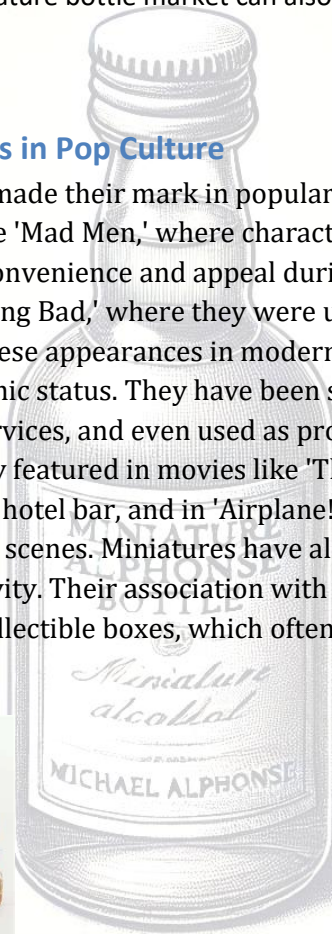 ature bottle market can also
s in Pop Culture
made their mark in popular
e 'Mad Men,' where charact
onvenience and appeal duri
ing Bad,' where they were u
ese appearances in modern
nic status. They have been s
rvices, and even used as pro
y featured in movies like 'Th
hotel bar, and in 'Airplane!
scenes. Miniatures have al
vity. Their association with
llectible boxes, which often
MINIATURE
ALPHONSE
BOTTLE
MICHAEL ALPHONSE